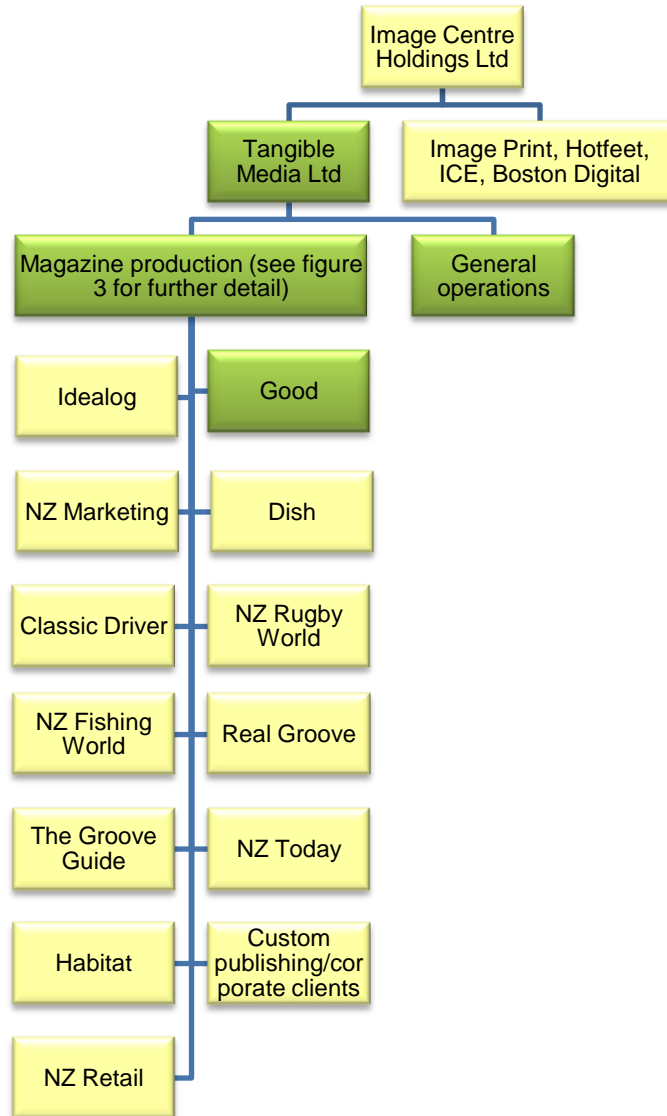 Image Centre
Holdings Ltd
Tangible
Media Ltd
Image Print, Hotfeet,
ICE, Boston Digital
Magazine production (see figure
3 for further detail)
General
operations
Idealog
Good
NZ Marketing
Dish
Classic Driver
NZ Rugby
World
NZ Fishing
World
Real Groove
The Groove
Guide
NZ Today
Habitat
Custom
publishing/cor
porate clients
NZ Retail